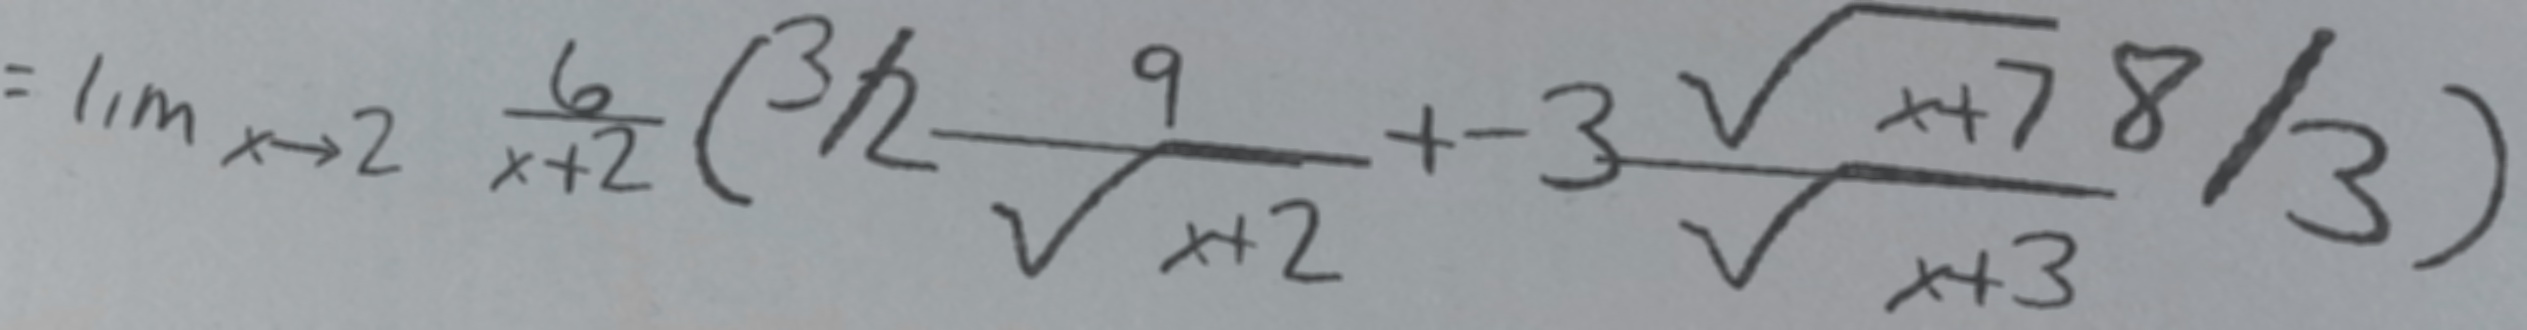 = lim x→2 6/(x+2) (3/2 9/√(x+2) + -3 √(x+7)/√(x+3) 8/3)